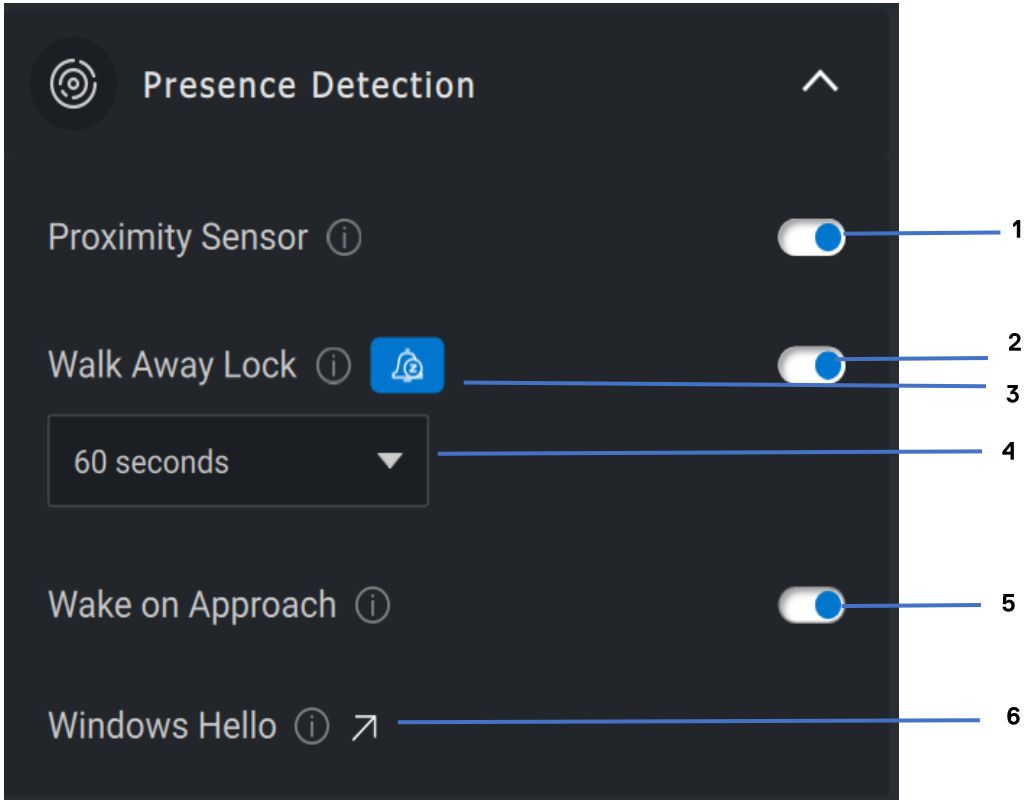 Presence Detection
Proximity Sensor
1
Walk Away Lock
2
3
60 seconds
4
Wake on Approach
5
Windows Hello
6